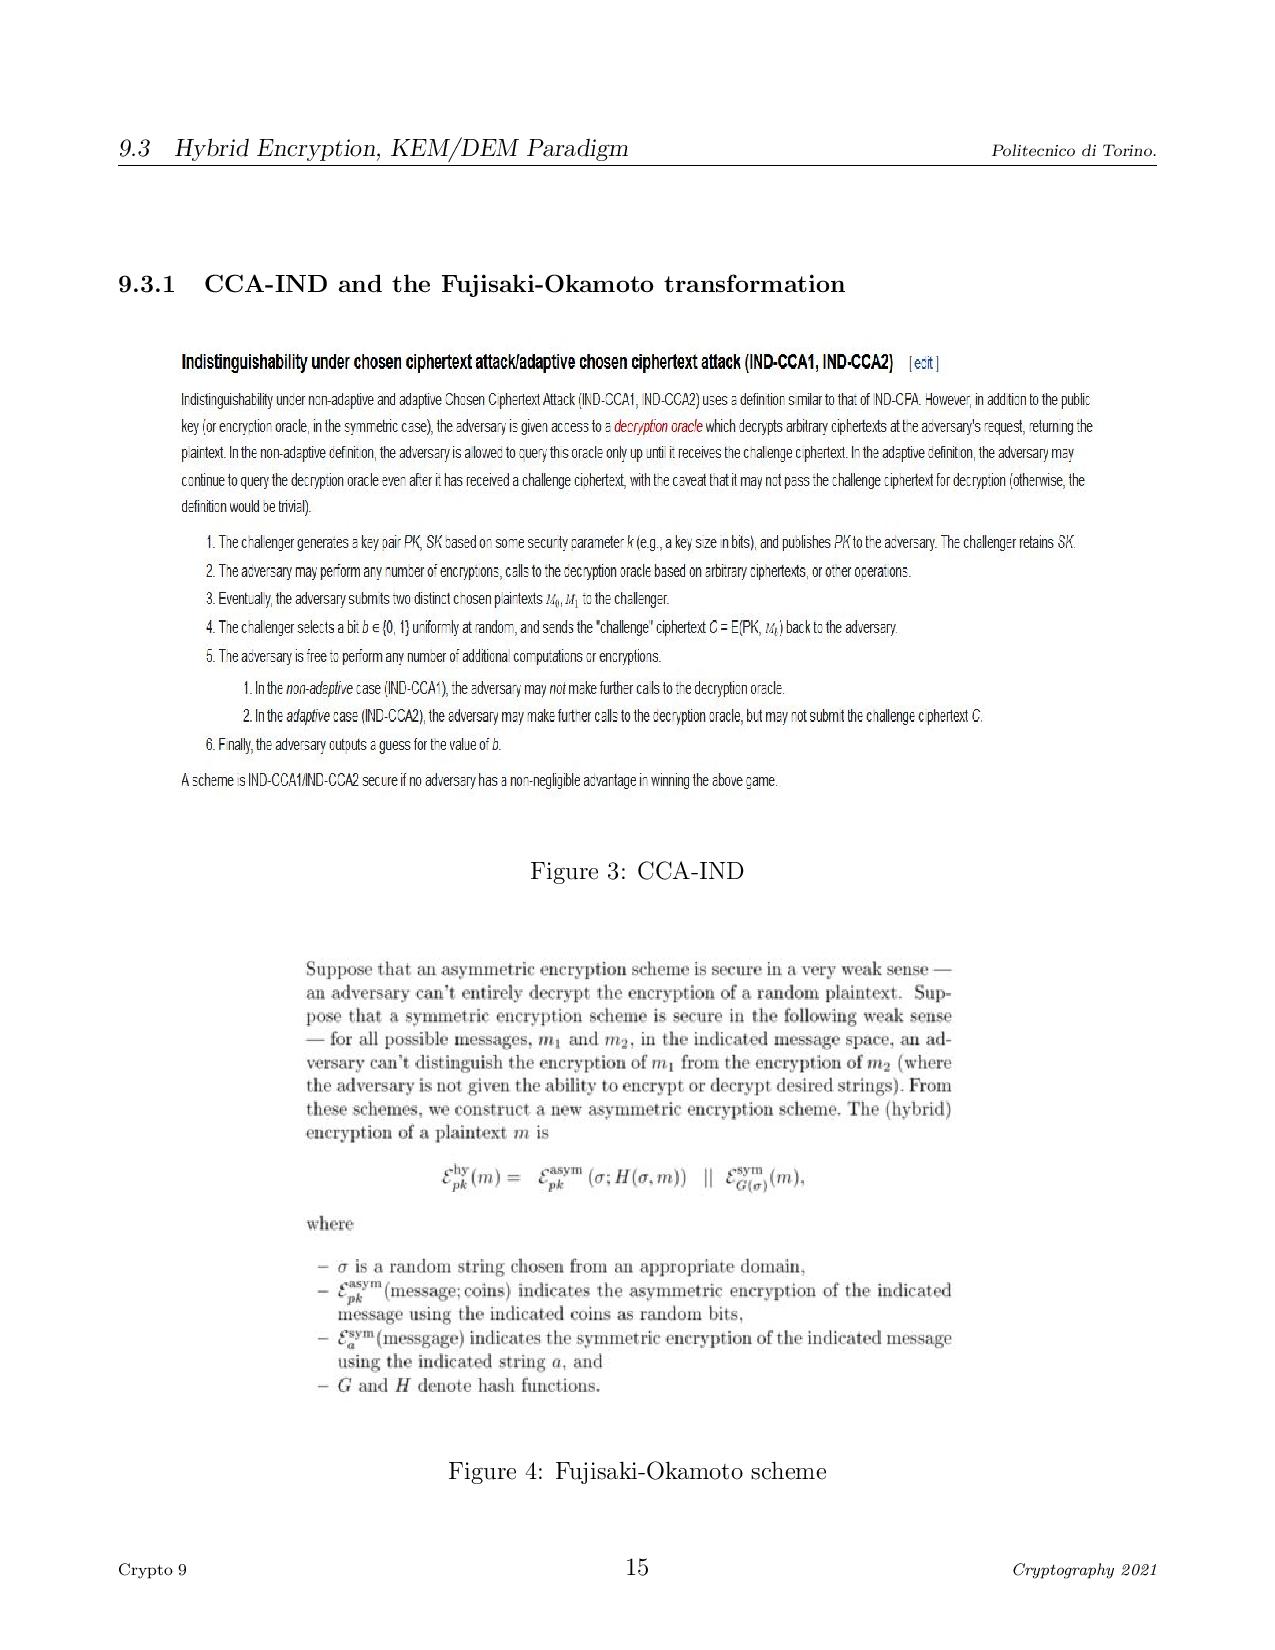 9.3 Hybrid Encryption, KEM/DEM Paradigm Politecnico di Torino.
9.3.1 CCA-IND and the Fujisaki-Okamoto transformation
Indistinguishability under chosen ciphertext attack/adaptive chosen ciphertext attack (IND-CCA1, IND-CCA2) [ edit ]
Indistinguishability under non-adaptive and adaptive Chosen Ciphertext Attack (IND-CCA1, IND-CCA2) uses a definition similar to that of IND-CPA. However, in addition to the public
key (or encryption oracle, in the symmetric case), the adversary is given access to a decryption oracle which decrypts arbitrary ciphertexts at the adversary's request, returning the
plaintext. In the non-adaptive definition, the adversary is allowed to query this oracle only up until it receives the challenge ciphertext. In the adaptive definition, the adversary may
continue to query the decryption oracle even after it has received a challenge ciphertext, with the caveat that it may not pass the challenge ciphertext for decryption (otherwise, the
definition would be trivial).
1. The challenger generates a key pair PK, SK based on some security parameter k (e.g., a key size in bits), and publishes PK to the adversary. The challenger retains SK.
2. The adversary may perform any number of encryptions, calls to the decryption oracle based on arbitrary ciphertexts, or other operations.
3. Eventually, the adversary submits two distinct chosen plaintexts M₀, M₁ to the challenger.
4. The challenger selects a bit b ∈ {0, 1} uniformly at random, and sends the "challenge" ciphertext C = E(PK, M_b) back to the adversary.
5. The adversary is free to perform any number of additional computations or encryptions.
1. In the non-adaptive case (IND-CCA1), the adversary may not make further calls to the decryption oracle.
2. In the adaptive case (IND-CCA2), the adversary may make further calls to the decryption oracle, but may not submit the challenge ciphertext C.
6. Finally, the adversary outputs a guess for the value of b.
A scheme is IND-CCA1/IND-CCA2 secure if no adversary has a non-negligible advantage in winning the above game.
Figure 3: CCA-IND
Suppose that an asymmetric encryption scheme is secure in a very weak sense —
an adversary can't entirely decrypt the encryption of a random plaintext. Sup-
pose that a symmetric encryption scheme is secure in the following weak sense
— for all possible messages, m₁ and m₂, in the indicated message space, an ad-
versary can't distinguish the encryption of m₁ from the encryption of m₂ (where
the adversary is not given the ability to encrypt or decrypt desired strings). From
these schemes, we construct a new asymmetric encryption scheme. The (hybrid)
encryption of a plaintext m is
ℰ_{pk}^{hy}(m) = ℰ_{pk}^{asym} (σ; H(σ, m)) || ℰ_{G(σ)}^{sym}(m),
where
– σ is a random string chosen from an appropriate domain,
– ℰ_{pk}^{asym}(message; coins) indicates the asymmetric encryption of the indicated
message using the indicated coins as random bits,
– ℰ_{a}^{sym}(messgage) indicates the symmetric encryption of the indicated message
using the indicated string a, and
– G and H denote hash functions.
Figure 4: Fujisaki-Okamoto scheme
Crypto 9 15 Cryptography 2021